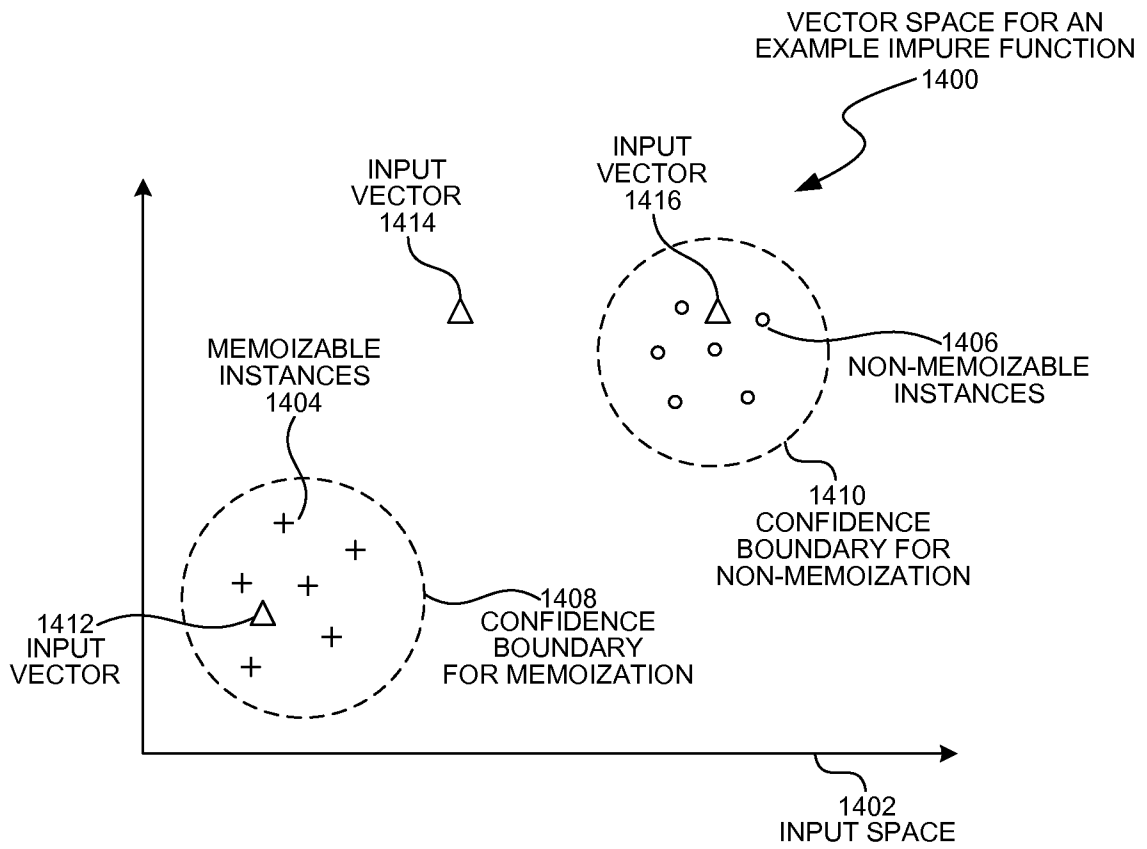 VECTOR SPACE FOR AN
EXAMPLE IMPURE FUNCTION
1400
INPUT
VECTOR
1414
INPUT
VECTOR
1416
MEMOIZABLE
INSTANCES
1404
1406
NON-MEMOIZABLE
INSTANCES
1410
CONFIDENCE
BOUNDARY FOR
NON-MEMOIZATION
1412
INPUT
VECTOR
1408
CONFIDENCE
BOUNDARY
FOR MEMOIZATION
1402
INPUT SPACE